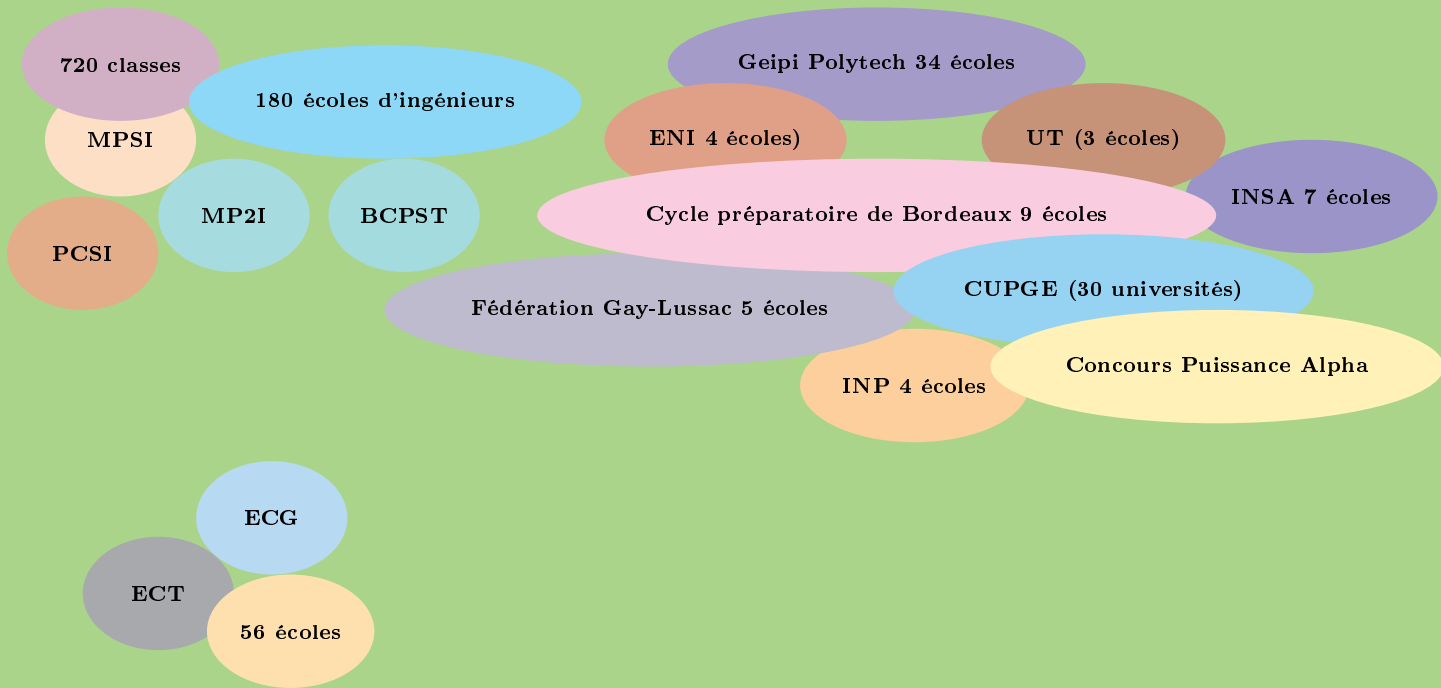 720 classes
180 écoles d'ingénieurs
MPSI
MP2I
BCPST
PCSI
Geipi Polytech 34 écoles
ENI 4 écoles)
UT (3 écoles)
INSA 7 écoles
Cycle préparatoire de Bordeaux 9 écoles
CUPGE (30 universités)
Fédération Gay-Lussac 5 écoles
Concours Puissance Alpha
INP 4 écoles
ECG
ECT
56 écoles